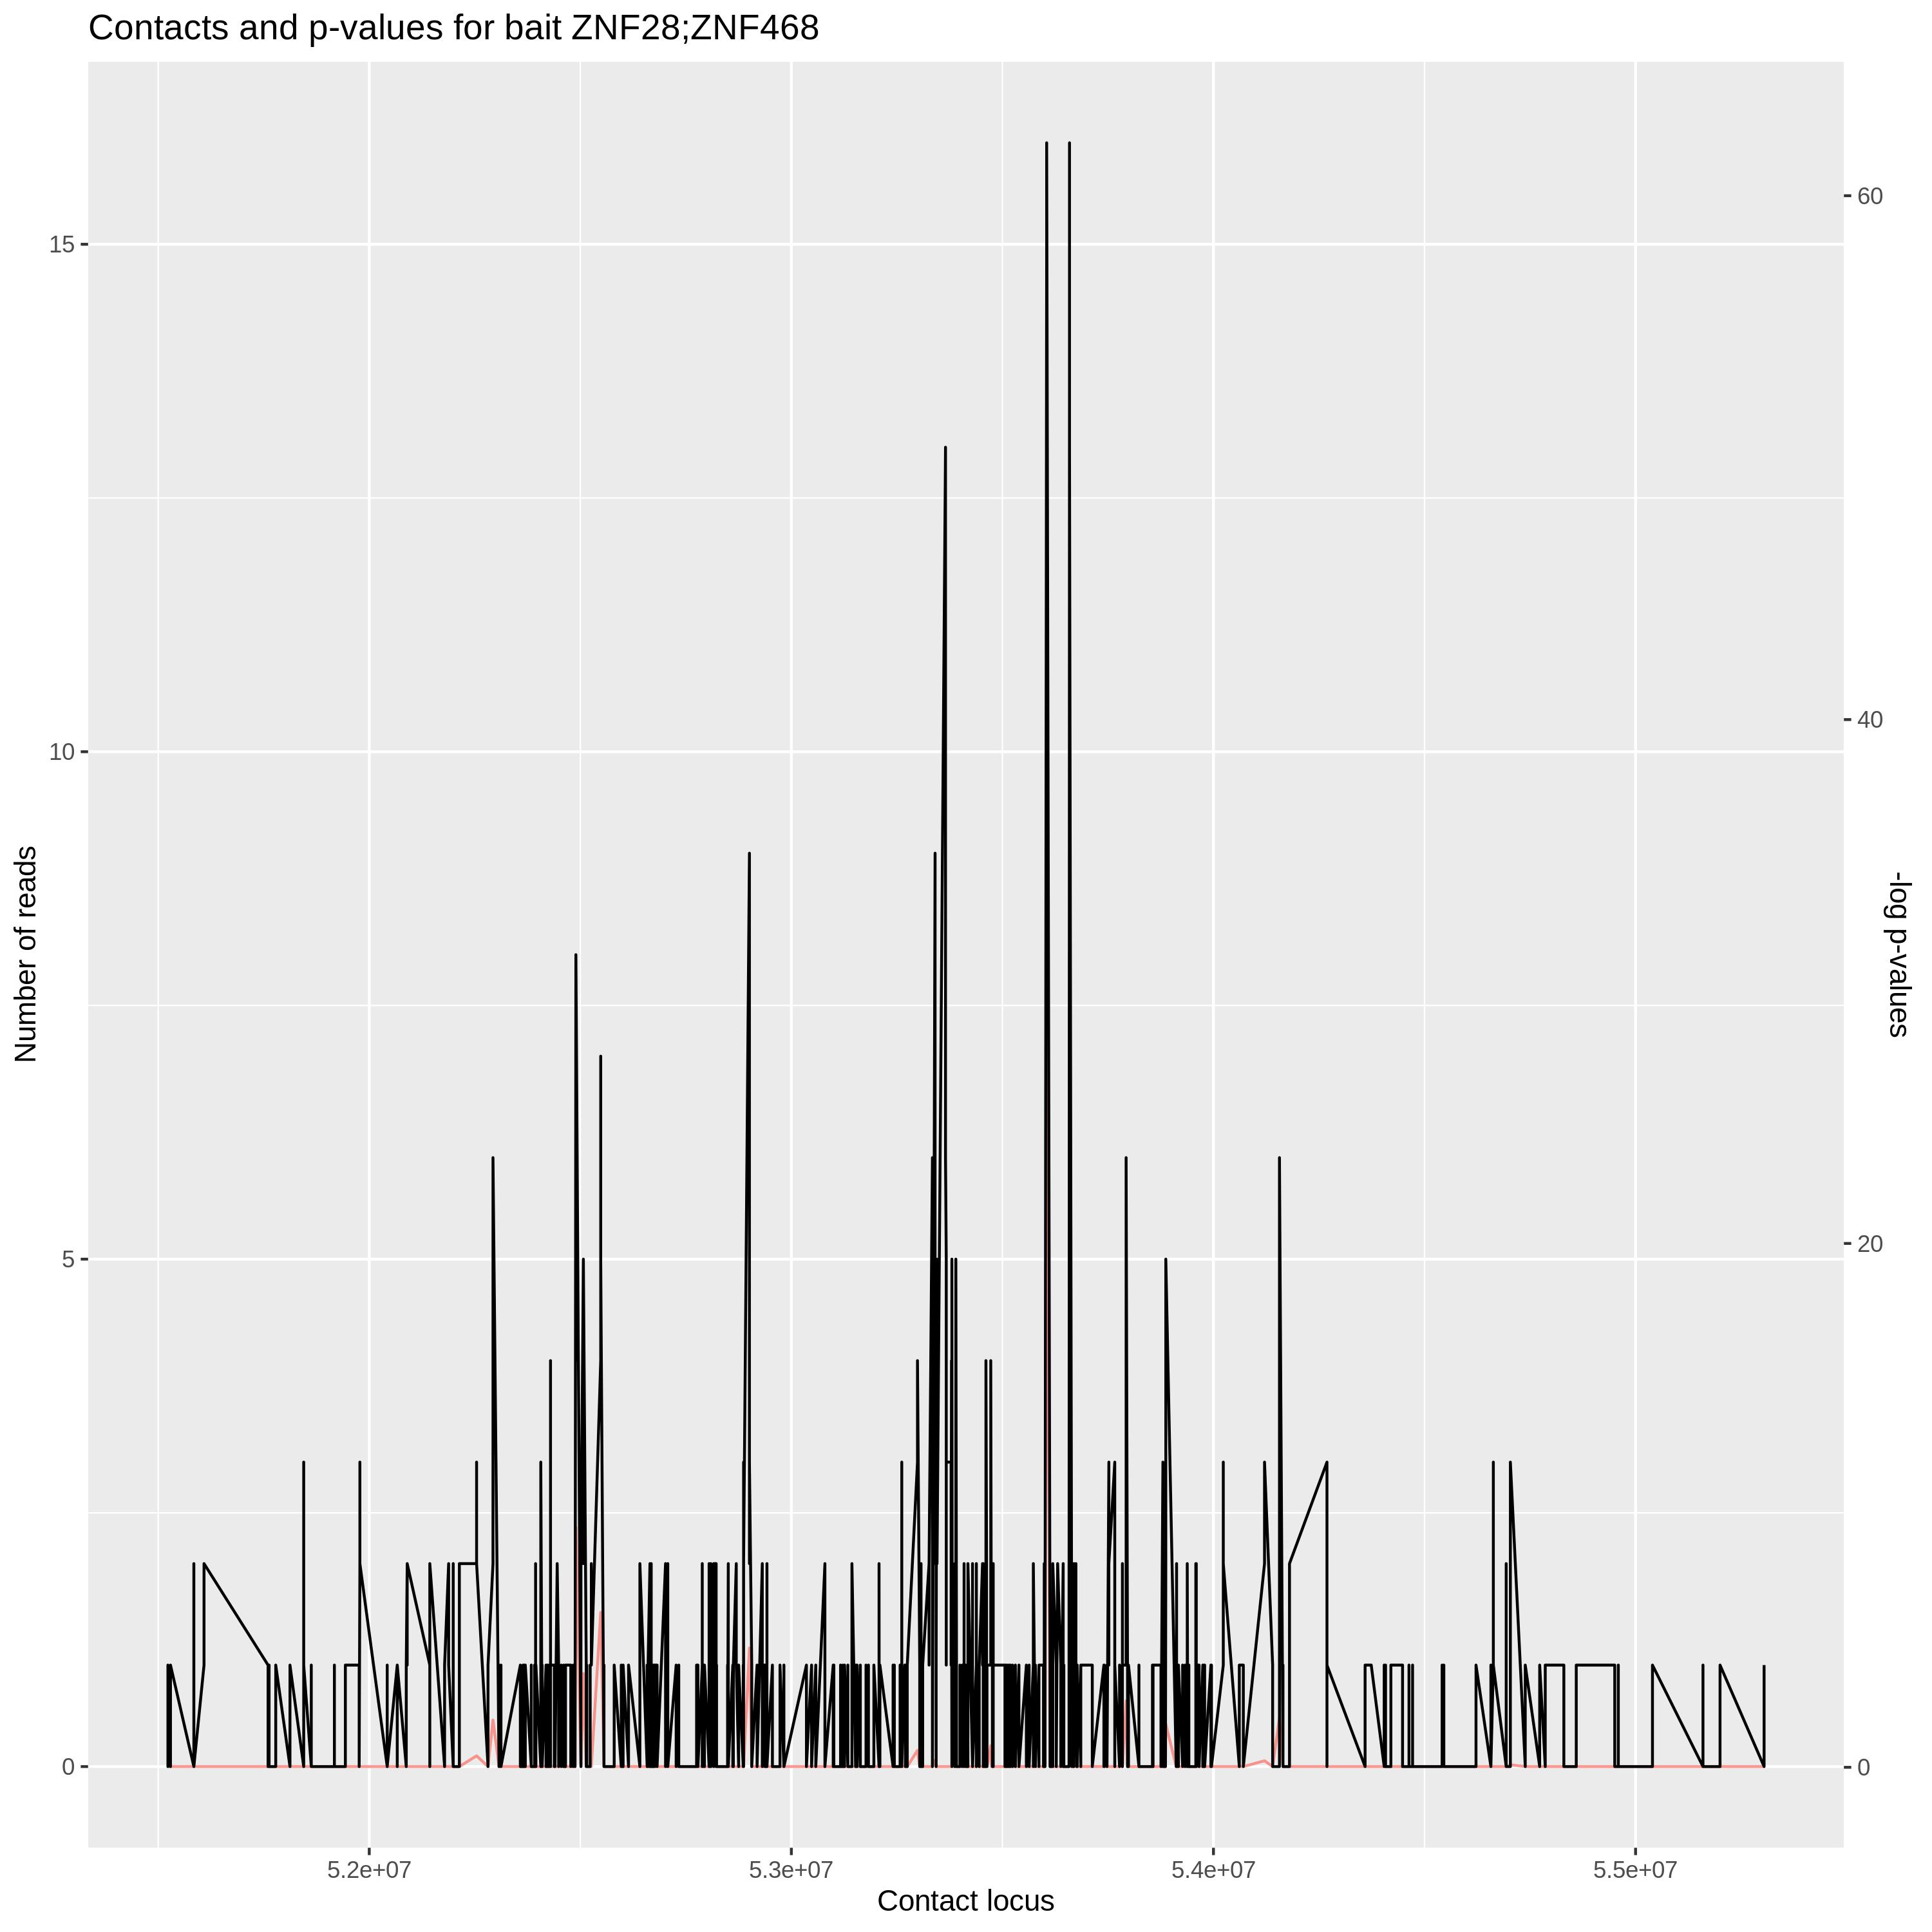 Contacts and p-values for bait ZNF28;ZNF468
15
10
5
0
60
40
20
0
Number of reads
-log p-values
5.2e+07
5.3e+07
5.4e+07
5.5e+07
Contact locus